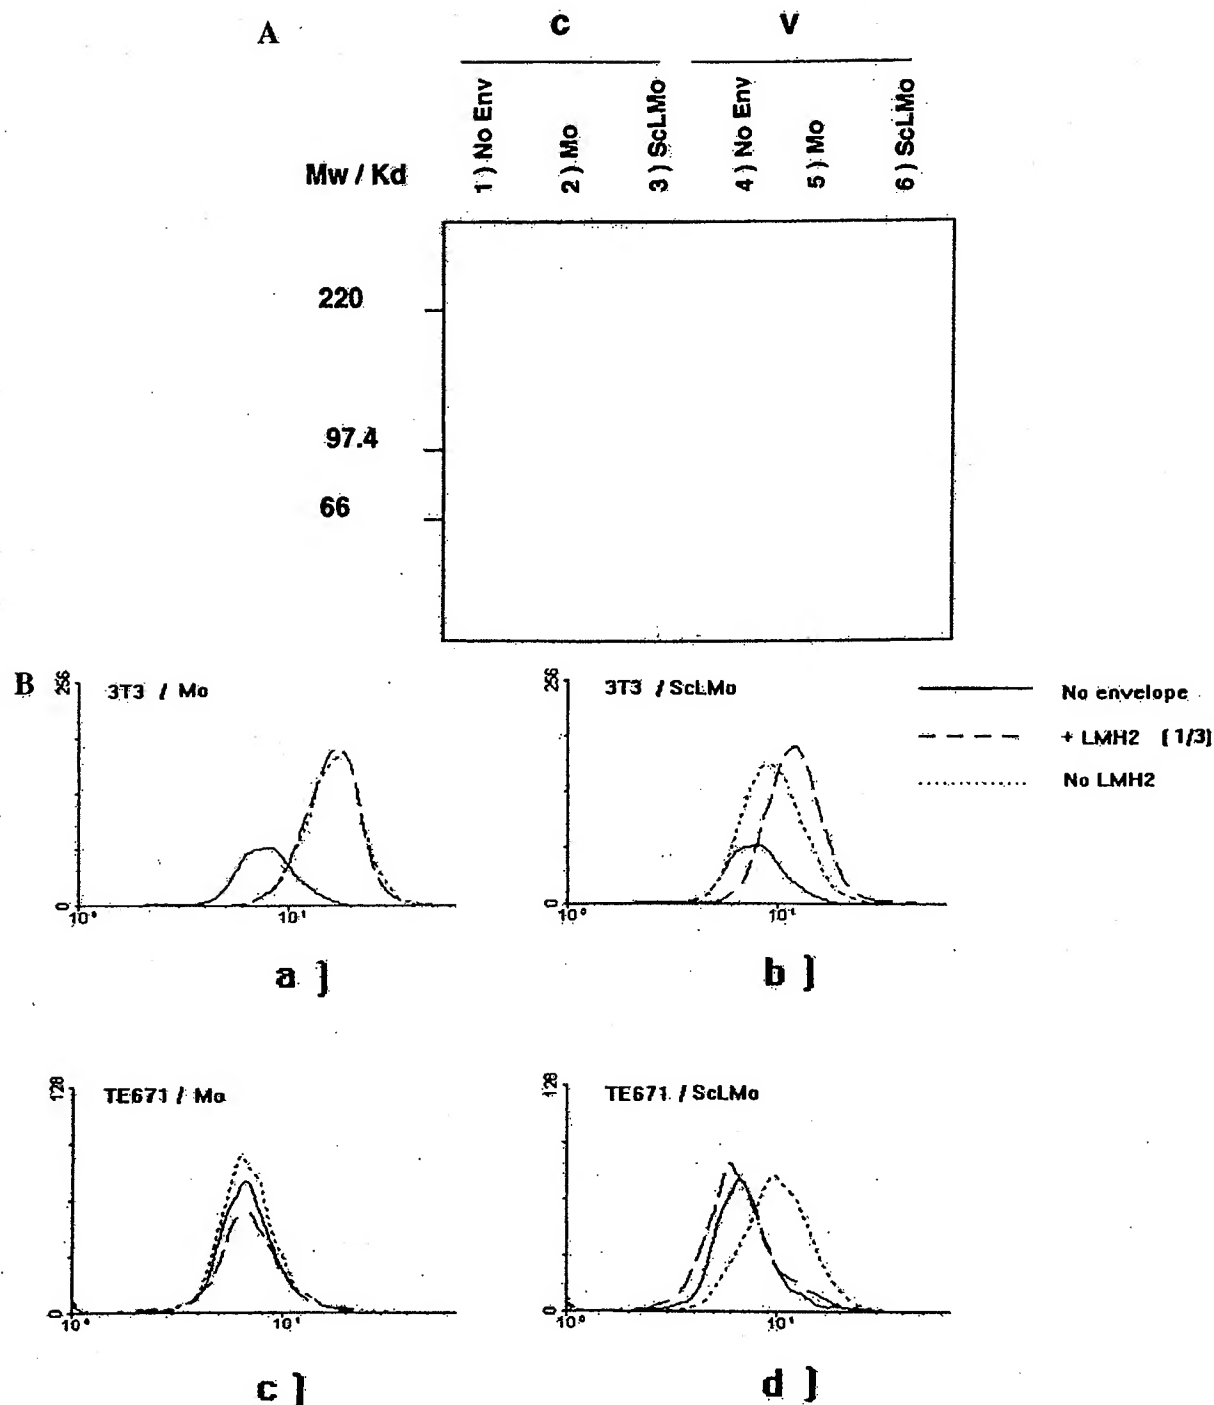 A
C V
1 ) No Env
2 ) Mo
3 ) ScLMo
4 ) No Env
5 ) Mo
6 ) ScLMo
Mw / Kd
220
97.4
66
B
256
3T3 / Mo
0
10⁰ 10¹
a ]
256
3T3 / ScLMo
0
10⁰ 10¹
b ]
No envelope
+ LMH2 [ 1/3]
No LMH2
128
TE671 / Mo
0
10⁰ 10¹
c ]
128
TE671. / ScLMo
0
10⁰ 10¹
d ]